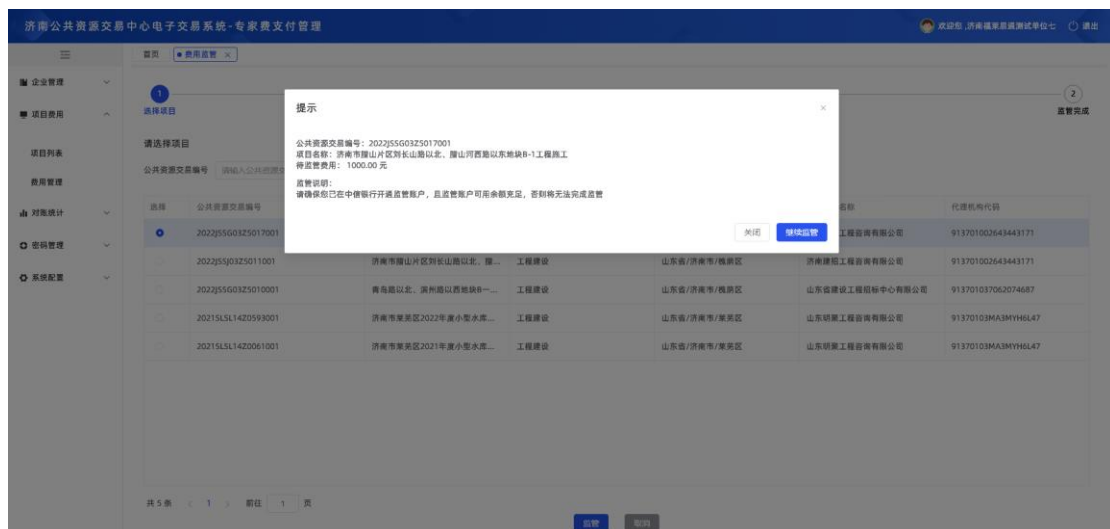 济南公共资源交易中心电子交易系统-专家费支付管理
欢迎您,济南福莱恩盛测试单位七 退出
首页 费用监管 ×
企业管理
项目费用
项目列表
费用管理
对账统计
密码管理
系统配置
1
选择项目
2
监管完成
请选择项目
公共资源交易编号 请输入公共资源交
提示 ×
公共资源交易编号：2022JSSG03Z5017001
项目名称：济南市腊山片区刘长山路以北、腊山河西路以东地块B-1工程施工
待监管费用： 1000.00 元
监管说明：
请确保您已在中信银行开通监管账户，且监管账户可用余额充足，否则将无法完成监管
关闭 继续监管
选择 公共资源交易编号 名称 代理机构代码
2022JSSG03Z5017001 工程咨询有限公司 913701002643443171
2022JSSJ03Z5011001 济南市腊山片区刘长山路以北、腊... 工程建设 山东省/济南市/槐荫区 济南建招工程咨询有限公司 913701002643443171
2022JSSG03Z5010001 青岛路以北、滨州路以西地块B一... 工程建设 山东省/济南市/槐荫区 山东省建设工程招标中心有限公司 913701037062074687
2021SLSL14Z0593001 济南市莱芜区2022年度小型水库... 工程建设 山东省/济南市/莱芜区 工程咨询有限公司 91370103MA3MYH6L47
2021SLSL14Z0061001 济南市莱芜区2021年度小型水库... 工程建设 山东省/济南市/莱芜区 工程咨询有限公司 91370103MA3MYH6L47
共 5 条 < 1 > 前往 1 页
监管 取消